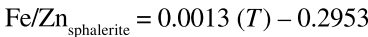 Fe/Zn_sphalerite = 0.0013 (T) – 0.2953